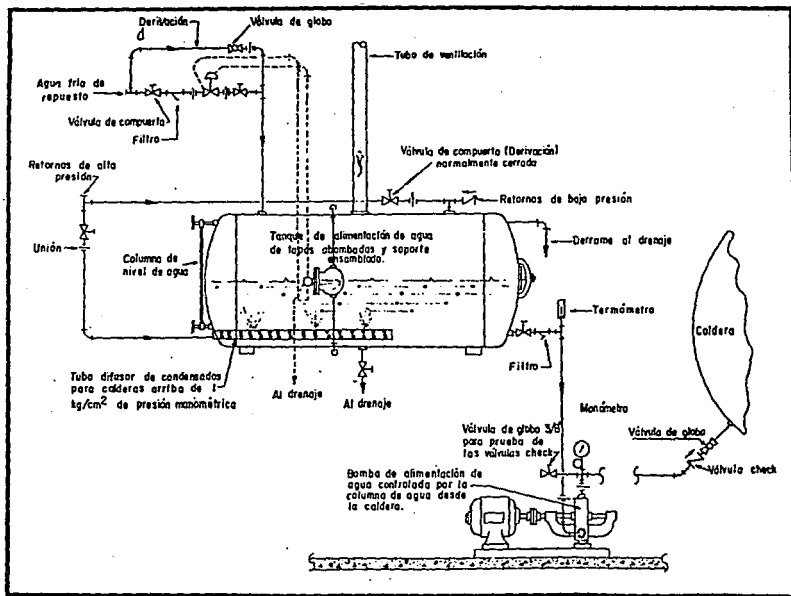 Derivación
d
Válvula de globo
Tubo de ventilación
Agua fría de
repuesto
Válvula de compuerta
Filtro
Retornos de alta
presión
Válvula de compuerta (Derivación)
normalmente cerrada
Retornos de baja presión
Unión
Columna de
nivel de agua
Tanque de alimentación de agua
de tapas abombadas y soporte
ensamblado.
Derrame al drenaje
Termómetro
Caldera
Filtro
Tubo difusor de condensados
para calderas arriba de 1
kg/cm² de presión manométrica
Al drenaje
Al drenaje
Manómetro
Válvula de globo 3/8"
para prueba de
las válvulas check
Válvula de globo
Válvula check
Bomba de alimentación de
agua controlada por la
columna de agua desde
la caldera.